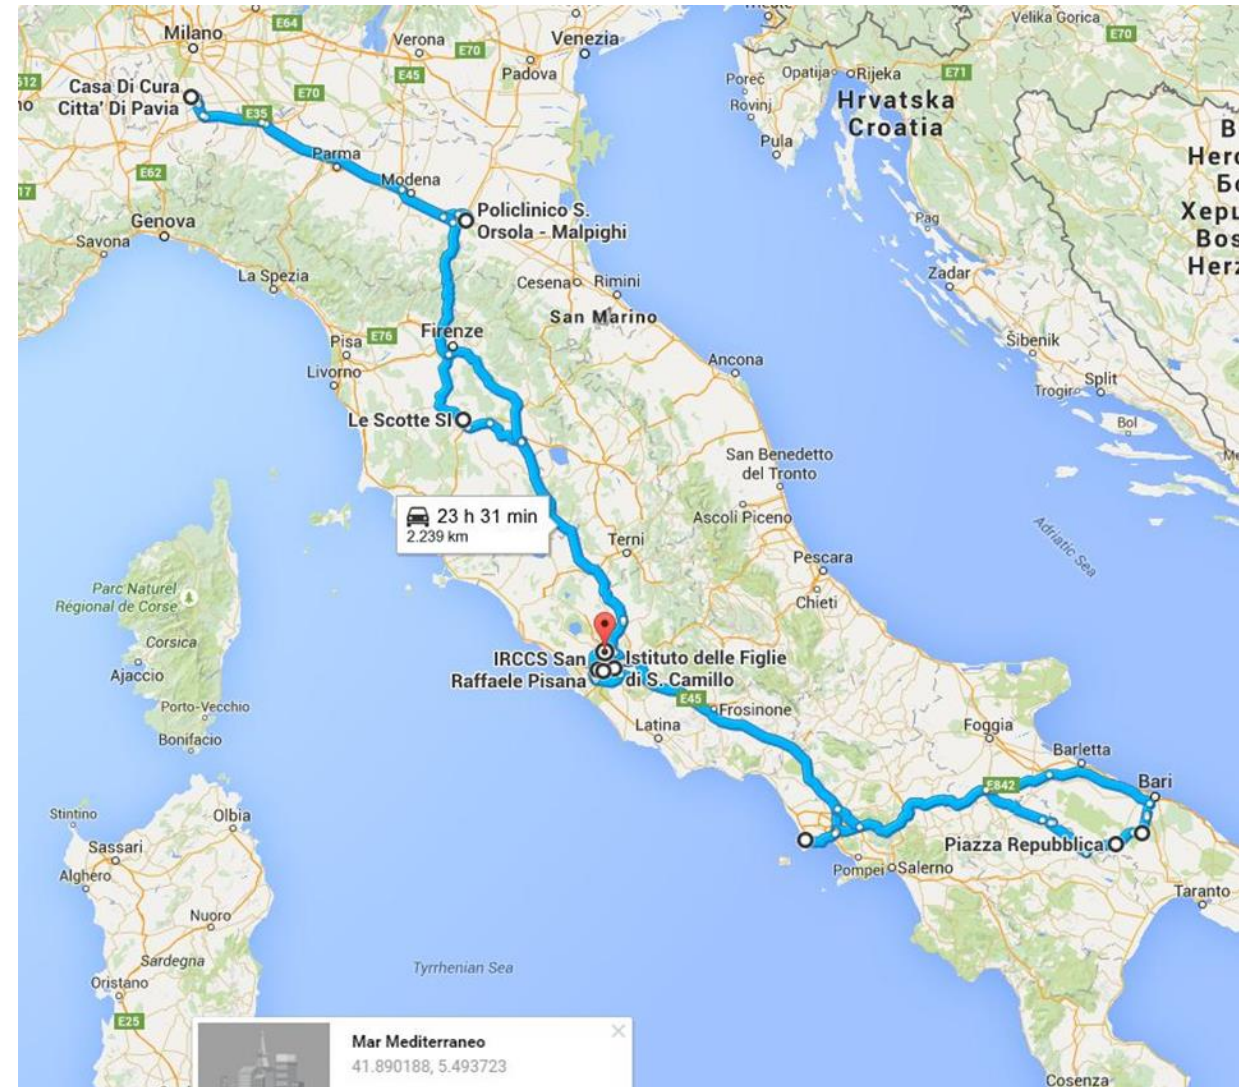 E64
Milano
Verona
E70
Venezia
Velika Gorica
E70
Padova
E45
Casa Di Cura
Citta' Di Pavia
E70
E35
Poreč
Opatija
Rijeka
E71
Rovinj
Hrvatska
Croatia
Pula
Parma
E62
Modena
Genova
Savona
Policlinico S.
Orsola - Malpighi
Pag
La Spezia
Cesena
Rimini
Zadar
San Marino
Pisa
E76
Firenze
Livorno
Šibenik
Ancona
Trogir
Split
Le Scotte SI
Bol
San Benedetto
del Tronto
23 h 31 min
2.239 km
Ascoli Piceno
Terni
Adriatic Sea
Pescara
Chieti
Parc Naturel
Régional de Corse
Corsica
Ajaccio
IRCCS San
Raffaele Pisana
Istituto delle Figlie
di S. Camillo
E45
Frosinone
Porto-Vecchio
Latina
Foggia
Bonifacio
Barletta
Bari
E842
Stintino
Olbia
Sassari
Piazza Repubblica
Alghero
Pompei
Salerno
Taranto
Nuoro
Sardegna
Tyrrhenian Sea
Oristano
E25
Mar Mediterraneo
41.890188, 5.493723
Cosenza